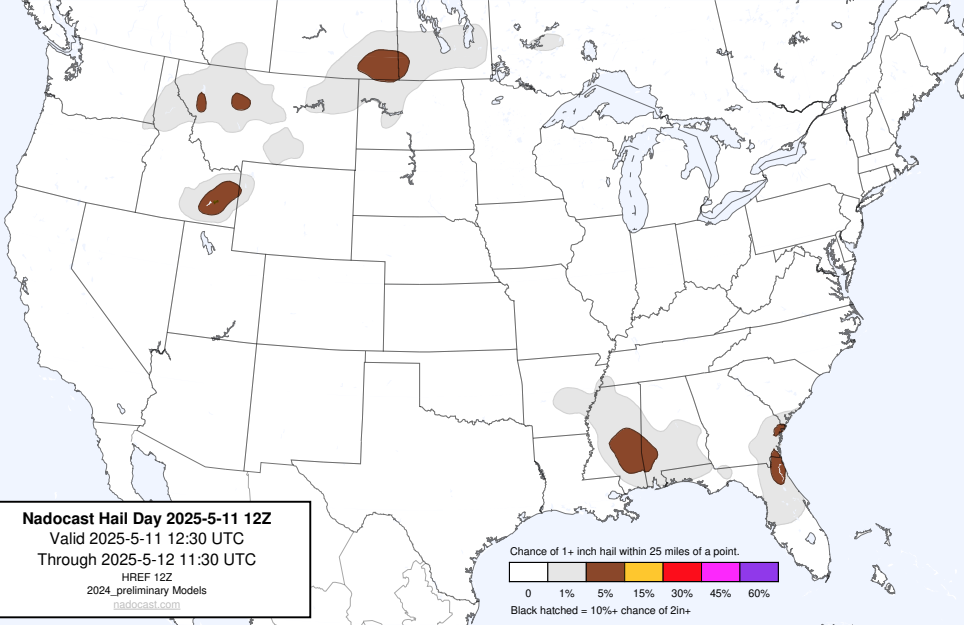 Nadocast Hail Day 2025-5-11 12Z
Valid 2025-5-11 12:30 UTC
Through 2025-5-12 11:30 UTC
HREF 12Z
2024_preliminary Models
nadocast.com
Chance of 1+ inch hail within 25 miles of a point.
0 1% 5% 15% 30% 45% 60%
Black hatched = 10%+ chance of 2in+